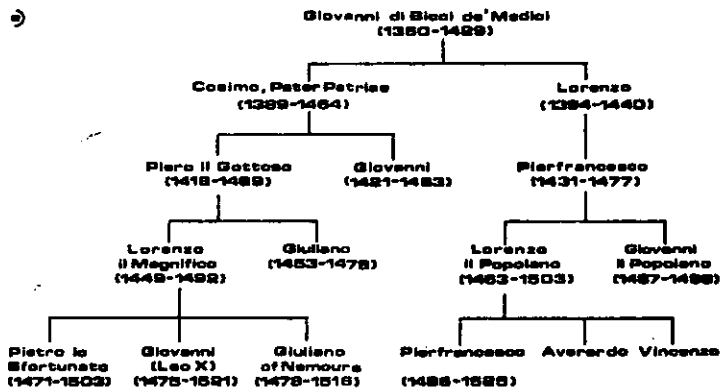 e)
Giovanni di Bicci de' Medici
(1360-1429)
Cosimo, Pater Patriae
(1389-1464)
Lorenzo
(1394-1440)
Piero il Gottoso
(1416-1469)
Giovanni
(1421-1463)
Pierfrancesco
(1431-1477)
Lorenzo
il Magnifico
(1449-1492)
Giuliano
(1453-1478)
Lorenzo
il Popolano
(1463-1503)
Giovanni
il Popolano
(1467-1498)
Pietro lo
Sfortunato
(1471-1503)
Giovanni
(Leo X)
(1475-1521)
Giuliano
of Nemours
(1479-1516)
Pierfrancesco
(1486-1525)
Averardo
Vincenzo